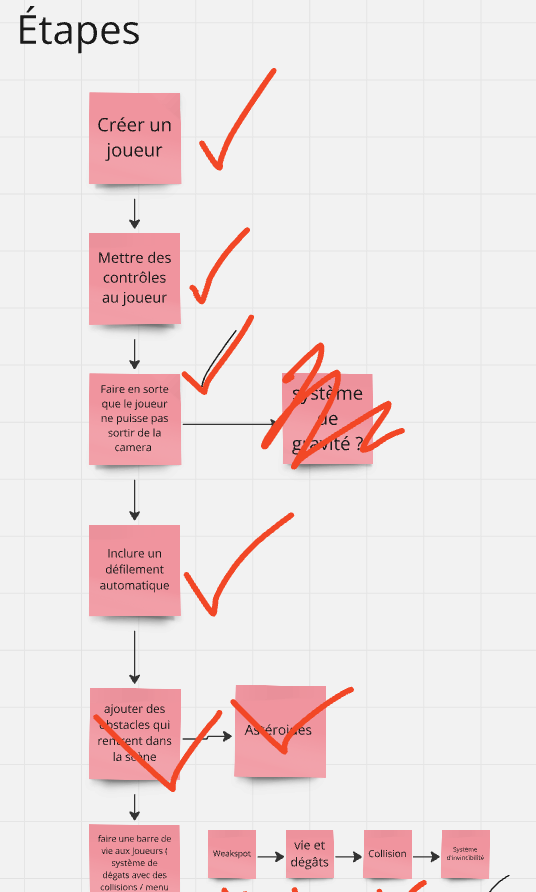 Étapes
Créer un
joueur
Mettre des
contrôles
au joueur
Faire en sorte
que le joueur
ne puisse pas
sortir de la
camera
système
de
gravité ?
Inclure un
défilement
automatique
ajouter des
obstacles qui
rentrent dans
la scène
Astéroides
faire une barre de
vie aux joueurs (
système de
dégats avec des
collisions / menu
Weakspot
vie et
dégâts
Collision
Système
d'invincibilité